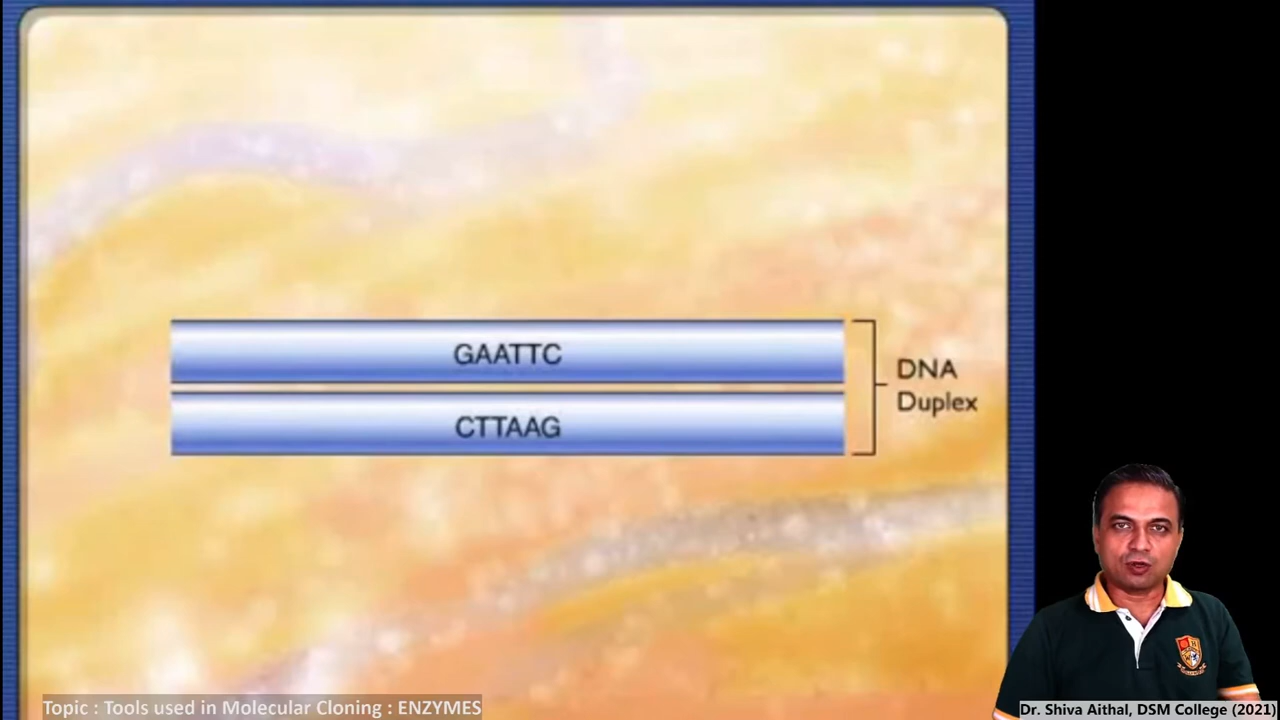 GAATTC
CTTAAG
DNA
Duplex
Topic : Tools used in Molecular Cloning : ENZYMES
Dr. Shiva Aithal, DSM College (2021)